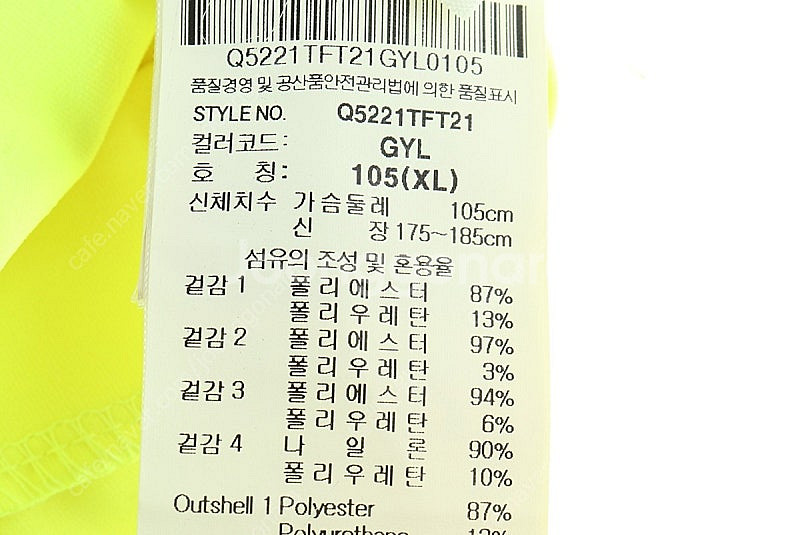 Q5221TFT21GYL0105
품질경영 및 공산품안전관리법에 의한 품질표시
STYLE NO. Q5221TFT21
컬러코드: GYL
호 칭: 105(XL)
신체치수 가슴둘레 105cm
신 장 175~185cm
섬유의 조성 및 혼용율
겉감 1 폴리에스터 87%
폴리우레탄 13%
겉감 2 폴리에스터 97%
폴리우레탄 3%
겉감 3 폴리에스터 94%
폴리우레탄 6%
겉감 4 나 일 론 90%
폴리우레탄 10%
Outshell 1 Polyester 87%
Polyurethane 13%